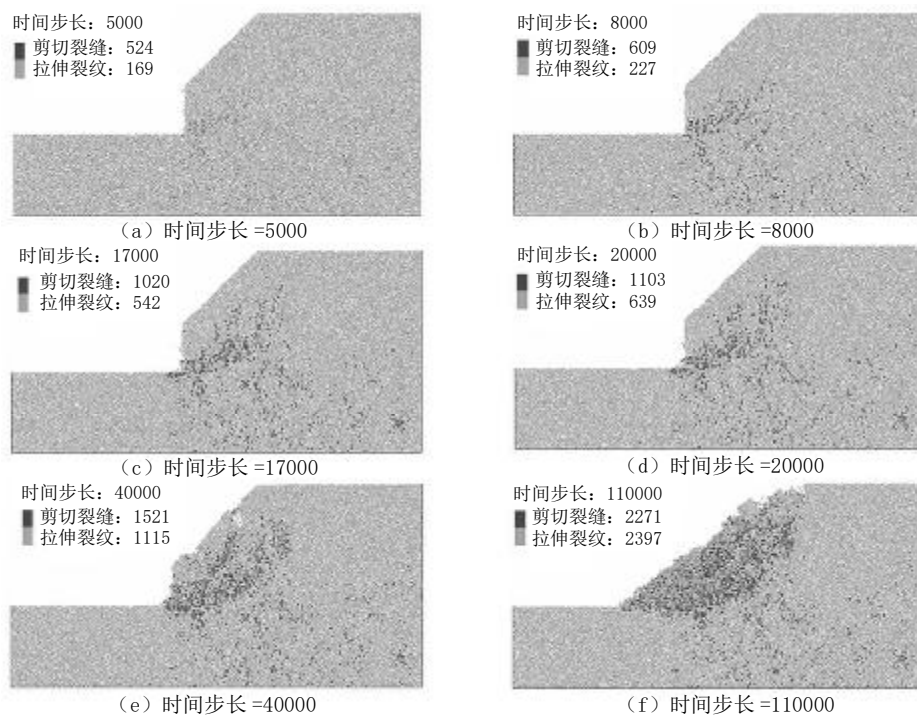 时间步长：5000
剪切裂缝：524
拉伸裂纹：169
（a）时间步长=5000
时间步长：8000
剪切裂缝：609
拉伸裂纹：227
（b）时间步长=8000
时间步长：17000
剪切裂缝：1020
拉伸裂纹：542
（c）时间步长=17000
时间步长：20000
剪切裂缝：1103
拉伸裂纹：639
（d）时间步长=20000
时间步长：40000
剪切裂缝：1521
拉伸裂纹：1115
（e）时间步长=40000
时间步长：110000
剪切裂缝：2271
拉伸裂纹：2397
（f）时间步长=110000